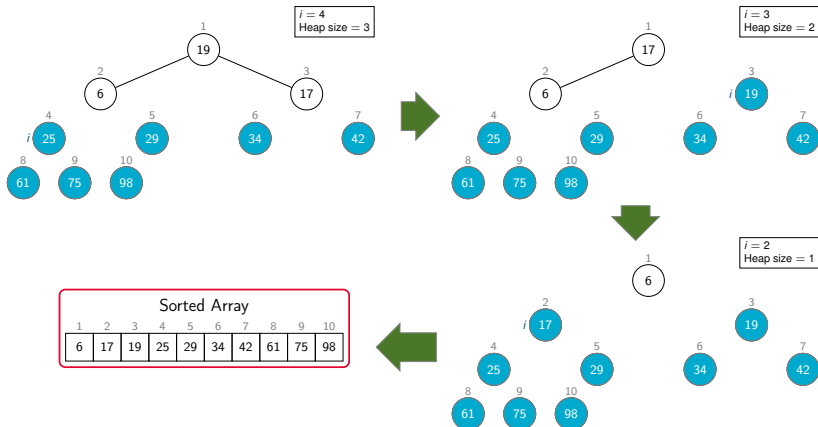 1
i = 4
Heap size = 3
19
2 3
6 17
4 5 6 7
i 25 29 34 42
8 9 10
61 75 98
1
i = 3
Heap size = 2
17
2 3
6 i 19
4 5 6 7
25 29 34 42
8 9 10
61 75 98
1
i = 2
Heap size = 1
6
2 3
i 17 19
4 5 6 7
25 29 34 42
8 9 10
61 75 98
Sorted Array
1 2 3 4 5 6 7 8 9 10
6 17 19 25 29 34 42 61 75 98